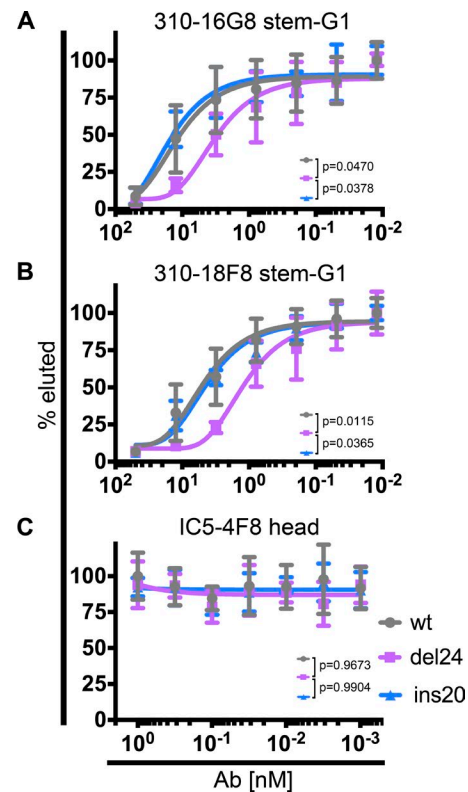 A 310-16G8 stem-G1
100
75
50
25
0
p=0.0470
p=0.0378
10² 10¹ 10⁰ 10⁻¹ 10⁻²
B 310-18F8 stem-G1
100
75
50
25
0
p=0.0115
p=0.0365
10² 10¹ 10⁰ 10⁻¹ 10⁻²
% eluted
C IC5-4F8 head
100
75
50
25
0
p=0.9673
p=0.9904
10⁰ 10⁻¹ 10⁻² 10⁻³
Ab [nM]
wt
del24
ins20